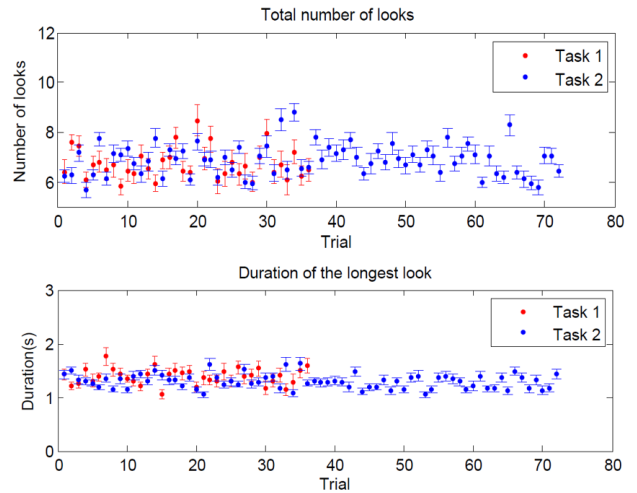 Total number of looks
12
10
8
6
Number of looks
Task 1
Task 2
0 10 20 30 40 50 60 70 80
Trial
Duration of the longest look
3
2
1
0
Duration(s)
Task 1
Task 2
0 10 20 30 40 50 60 70 80
Trial